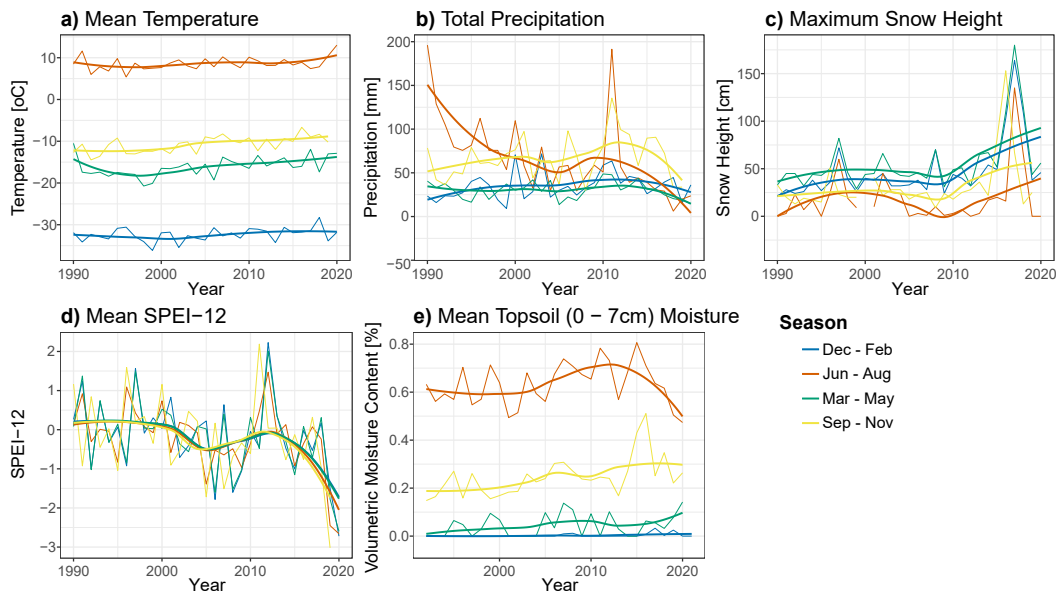 a) Mean Temperature
Temperature [oC]
10
0
−10
−20
−30
1990
2000
2010
2020
Year
b) Total Precipitation
Precipitation [mm]
200
150
100
50
0
−50
1990
2000
2010
2020
Year
c) Maximum Snow Height
Snow Height [cm]
150
100
50
0
1990
2000
2010
2020
Year
d) Mean SPEI−12
SPEI−12
2
1
0
−1
−2
−3
1990
2000
2010
2020
Year
e) Mean Topsoil (0 − 7cm) Moisture
Volumetric Moisture Content [%]
0.8
0.6
0.4
0.2
0.0
2000
2010
2020
Year
Season
Dec - Feb
Jun - Aug
Mar - May
Sep - Nov